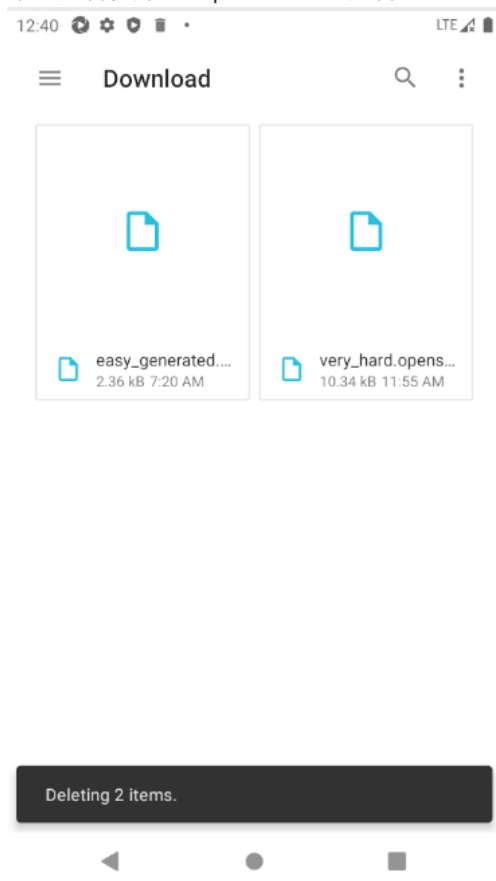 12:40
LTE
Download
easy_generated....
2.36 kB 7:20 AM
very_hard.opens...
10.34 kB 11:55 AM
Deleting 2 items.